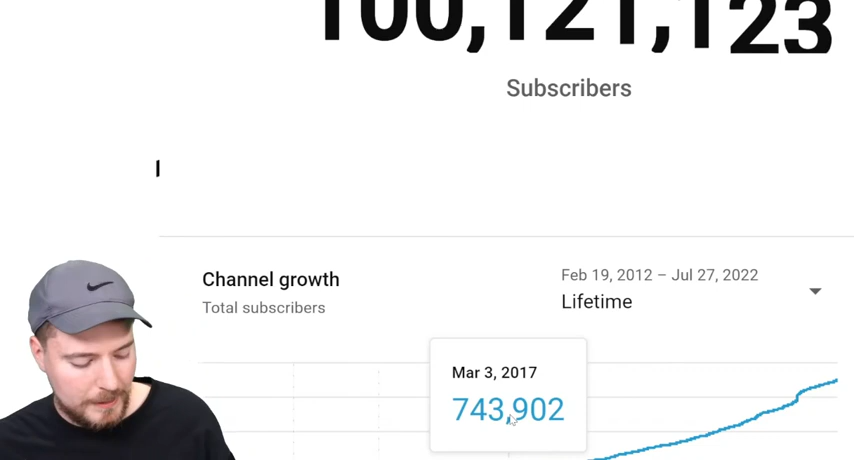 100,121,123
Subscribers
Channel growth
Total subscribers
Feb 19, 2012 – Jul 27, 2022
Lifetime
Mar 3, 2017
743,902